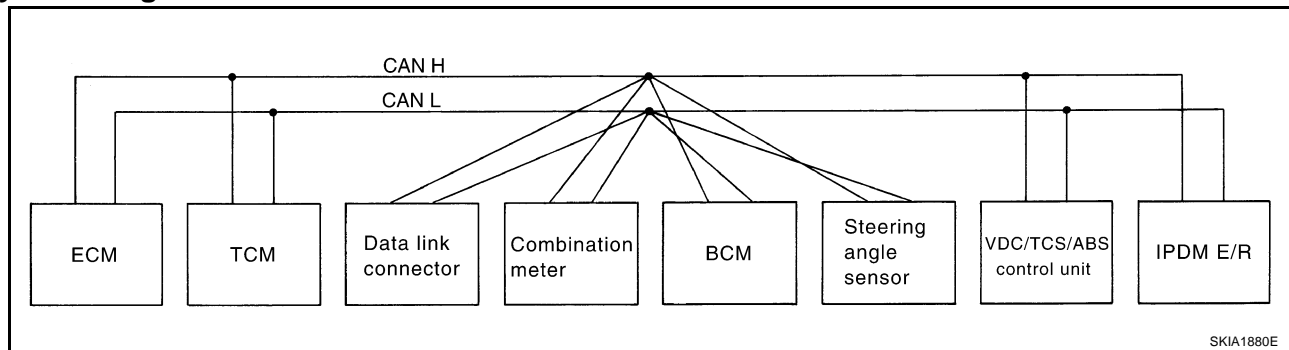 CAN H
CAN L
ECM
TCM
Data link
connector
Combination
meter
BCM
Steering
angle
sensor
VDC/TCS/ABS
control unit
IPDM E/R
SKIA1880E